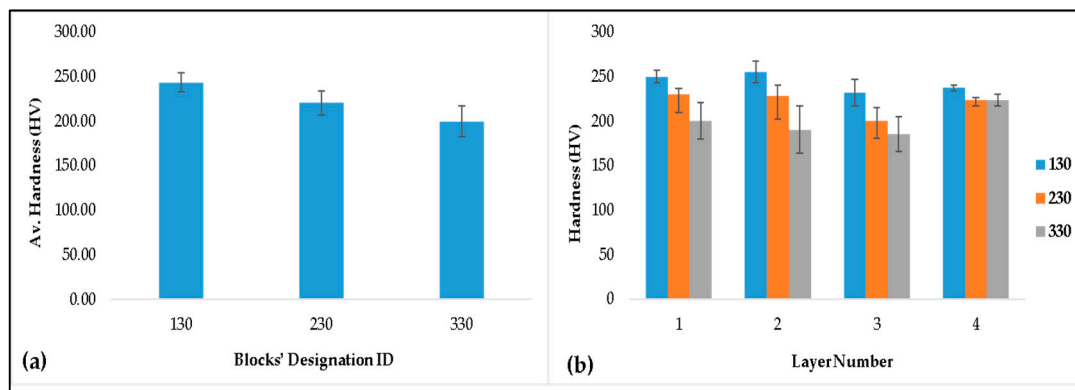 300.00
250.00
200.00
150.00
100.00
50.00
0.00
Av. Hardness (HV)
130 230 330
(a) Blocks' Designation ID
300
250
200
150
100
50
0
Hardness (HV)
1 2 3 4
(b) Layer Number
130
230
330